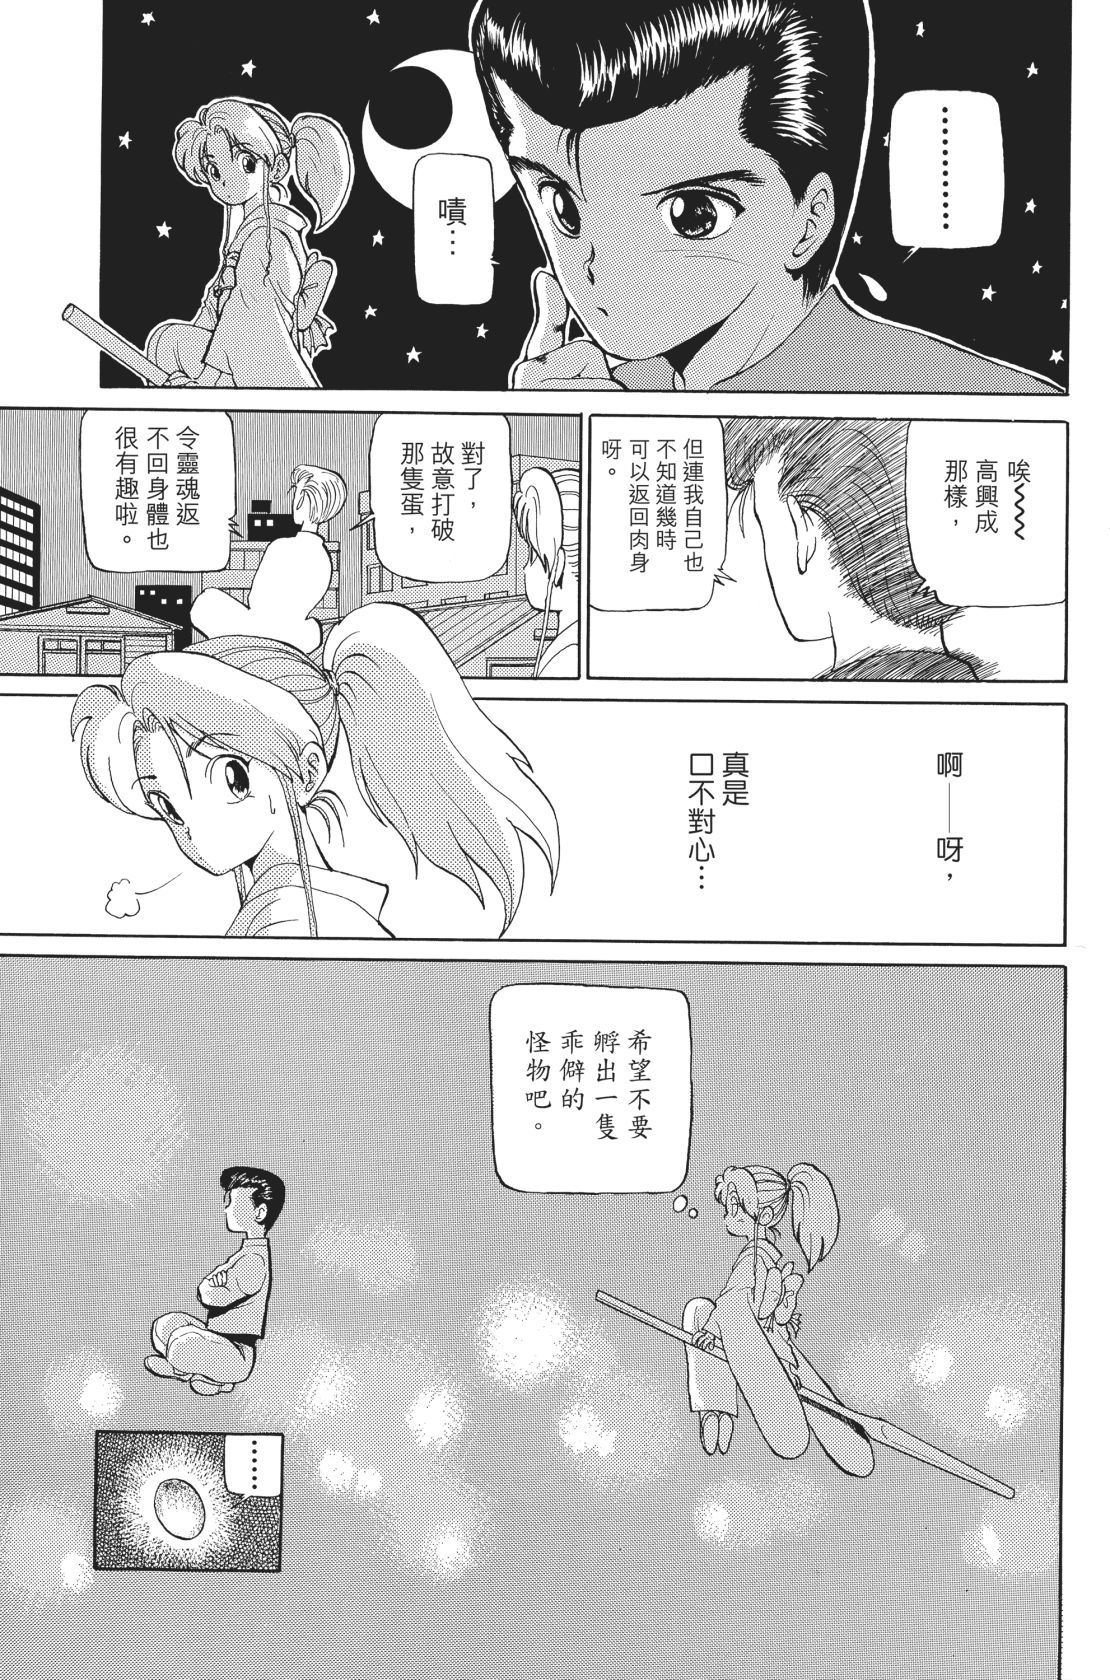 …………
嘖…
唉
高興成
那樣，
但連我自己也
不知道幾時
可以返回肉身
呀。
對了，
故意打破
那隻蛋，
令靈魂返
不回身體也
很有趣啦。
啊——呀，
真是
口不對心…
希望不要
孵出一隻
乖僻的
怪物吧。
……